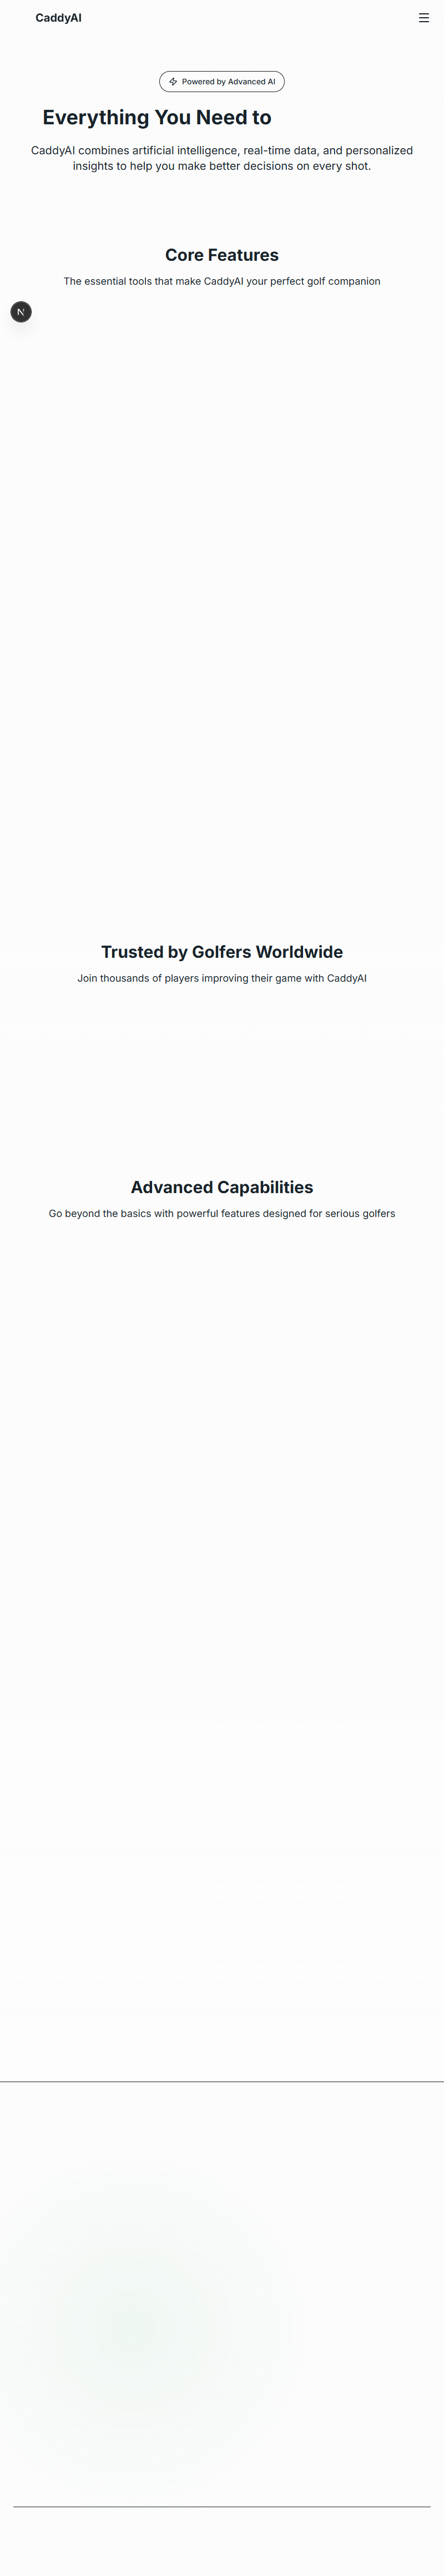 CaddyAI
Powered by Advanced AI
Everything You Need to
CaddyAI combines artificial intelligence, real-time data, and personalized
insights to help you make better decisions on every shot.
Core Features
The essential tools that make CaddyAI your perfect golf companion
N
Trusted by Golfers Worldwide
Join thousands of players improving their game with CaddyAI
Advanced Capabilities
Go beyond the basics with powerful features designed for serious golfers